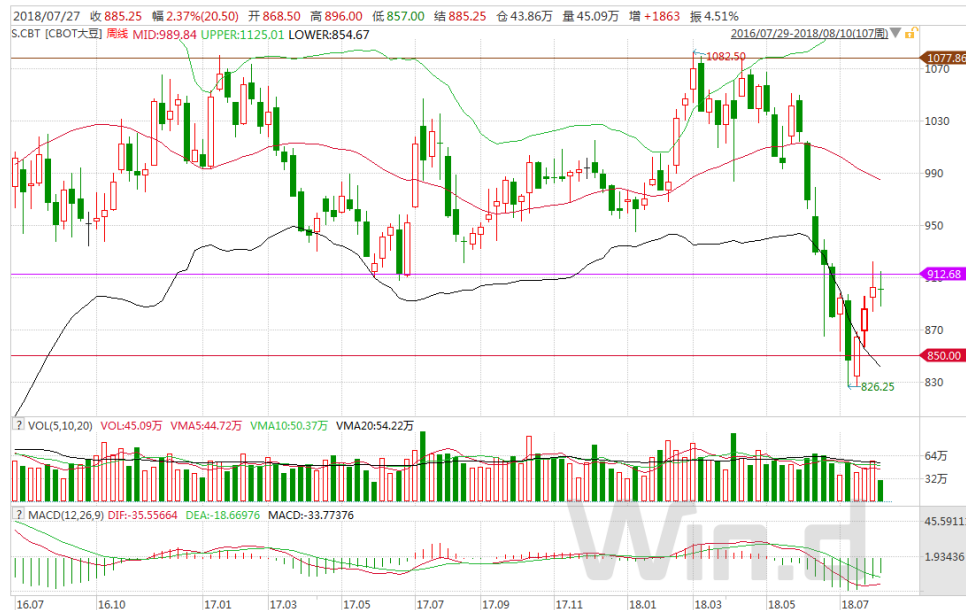 2018/07/27 收 885.25 幅 2.37%(20.50) 开 868.50 高 896.00 低 857.00 结 885.25 仓 43.86万 量 45.09万 增 +1863 振 4.51%
S.CBT [CBOT大豆] 周线 MID:989.84 UPPER:1125.01 LOWER:854.67 2016/07/29-2018/08/10(107周)
1082.50
1077.86
1070
1030
990
950
912.68
870
850.00
830
826.25
? VOL(5,10,20) VOL:45.09万 VMA5:44.72万 VMA10:50.37万 VMA20:54.22万
64万
32万
? MACD(12,26,9) DIF:-35.55664 DEA:-18.66976 MACD:-33.77376
45.5911
1.93436
Win.d
16.07 16.10 17.01 17.03 17.05 17.07 17.09 17.11 18.01 18.03 18.05 18.07